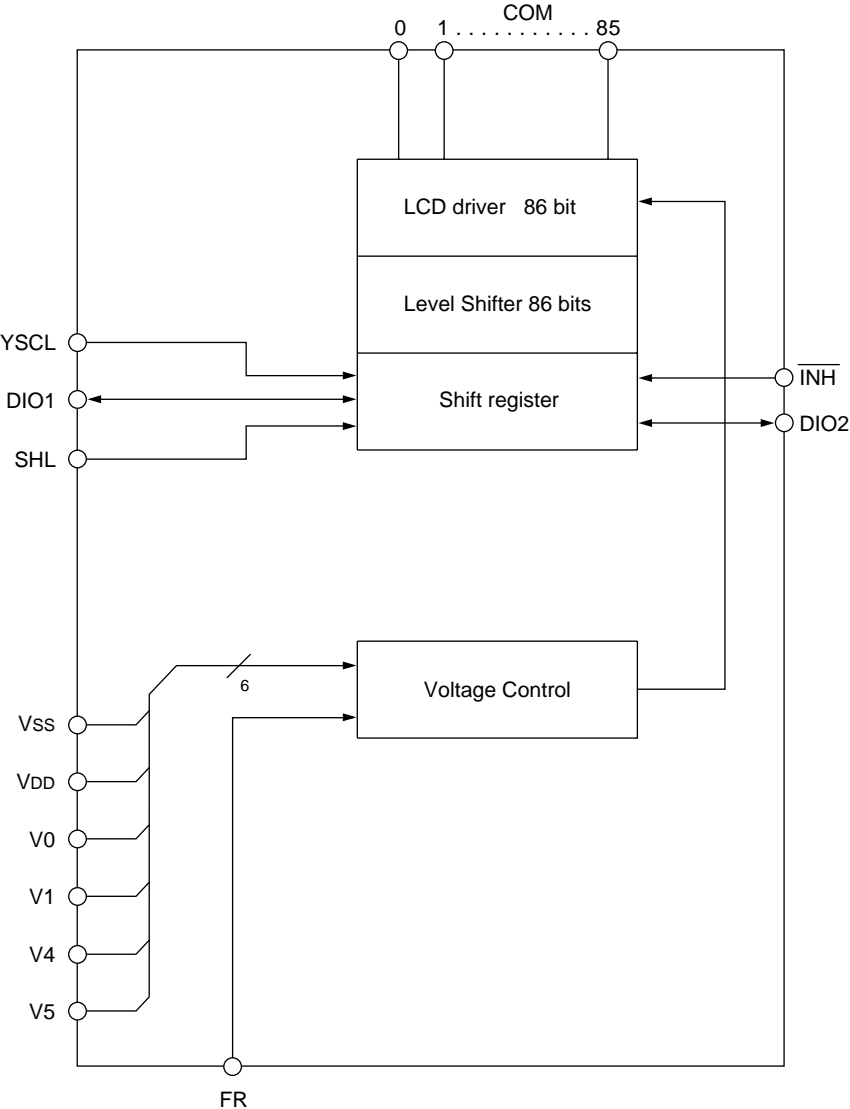 COM
0 1 . . . . . . . . . . . 85
LCD driver 86 bit
Level Shifter 86 bits
YSCL
INH
DIO1
Shift register
DIO2
SHL
6
Voltage Control
VSS
VDD
V0
V1
V4
V5
FR